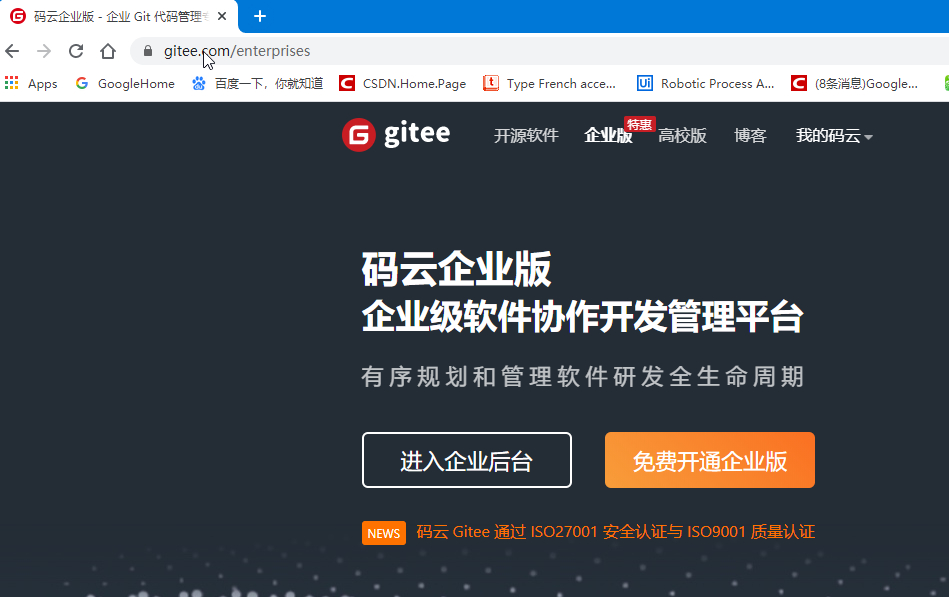 码云企业版 - 企业 Git 代码管理
gitee.com/enterprises
Apps GoogleHome 百度一下，你就知道 CSDN.Home.Page Type French acce... Robotic Process A... (8条消息)Google...
gitee 开源软件 企业版 特惠 高校版 博客 我的码云
码云企业版
企业级软件协作开发管理平台
有序规划和管理软件研发全生命周期
进入企业后台 免费开通企业版
NEWS 码云 Gitee 通过 ISO27001 安全认证与 ISO9001 质量认证